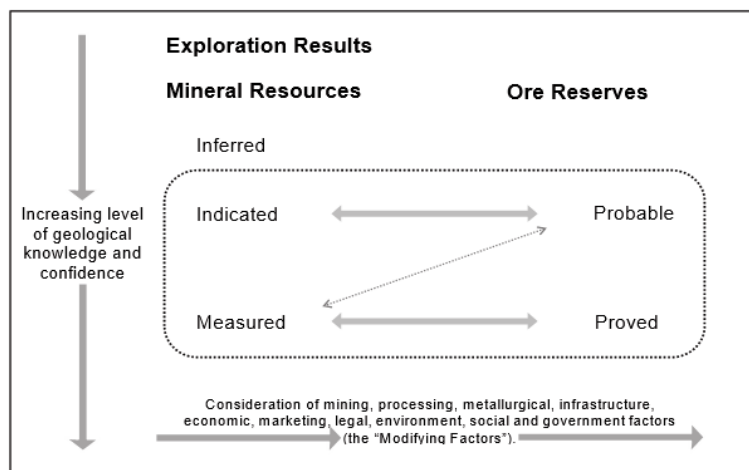 Exploration Results
Mineral Resources
Ore Reserves
Inferred
Indicated
Probable
Increasing level
of geological
knowledge and
confidence
Measured
Proved
Consideration of mining, processing, metallurgical, infrastructure,
economic, marketing, legal, environment, social and government factors
(the “Modifying Factors”).